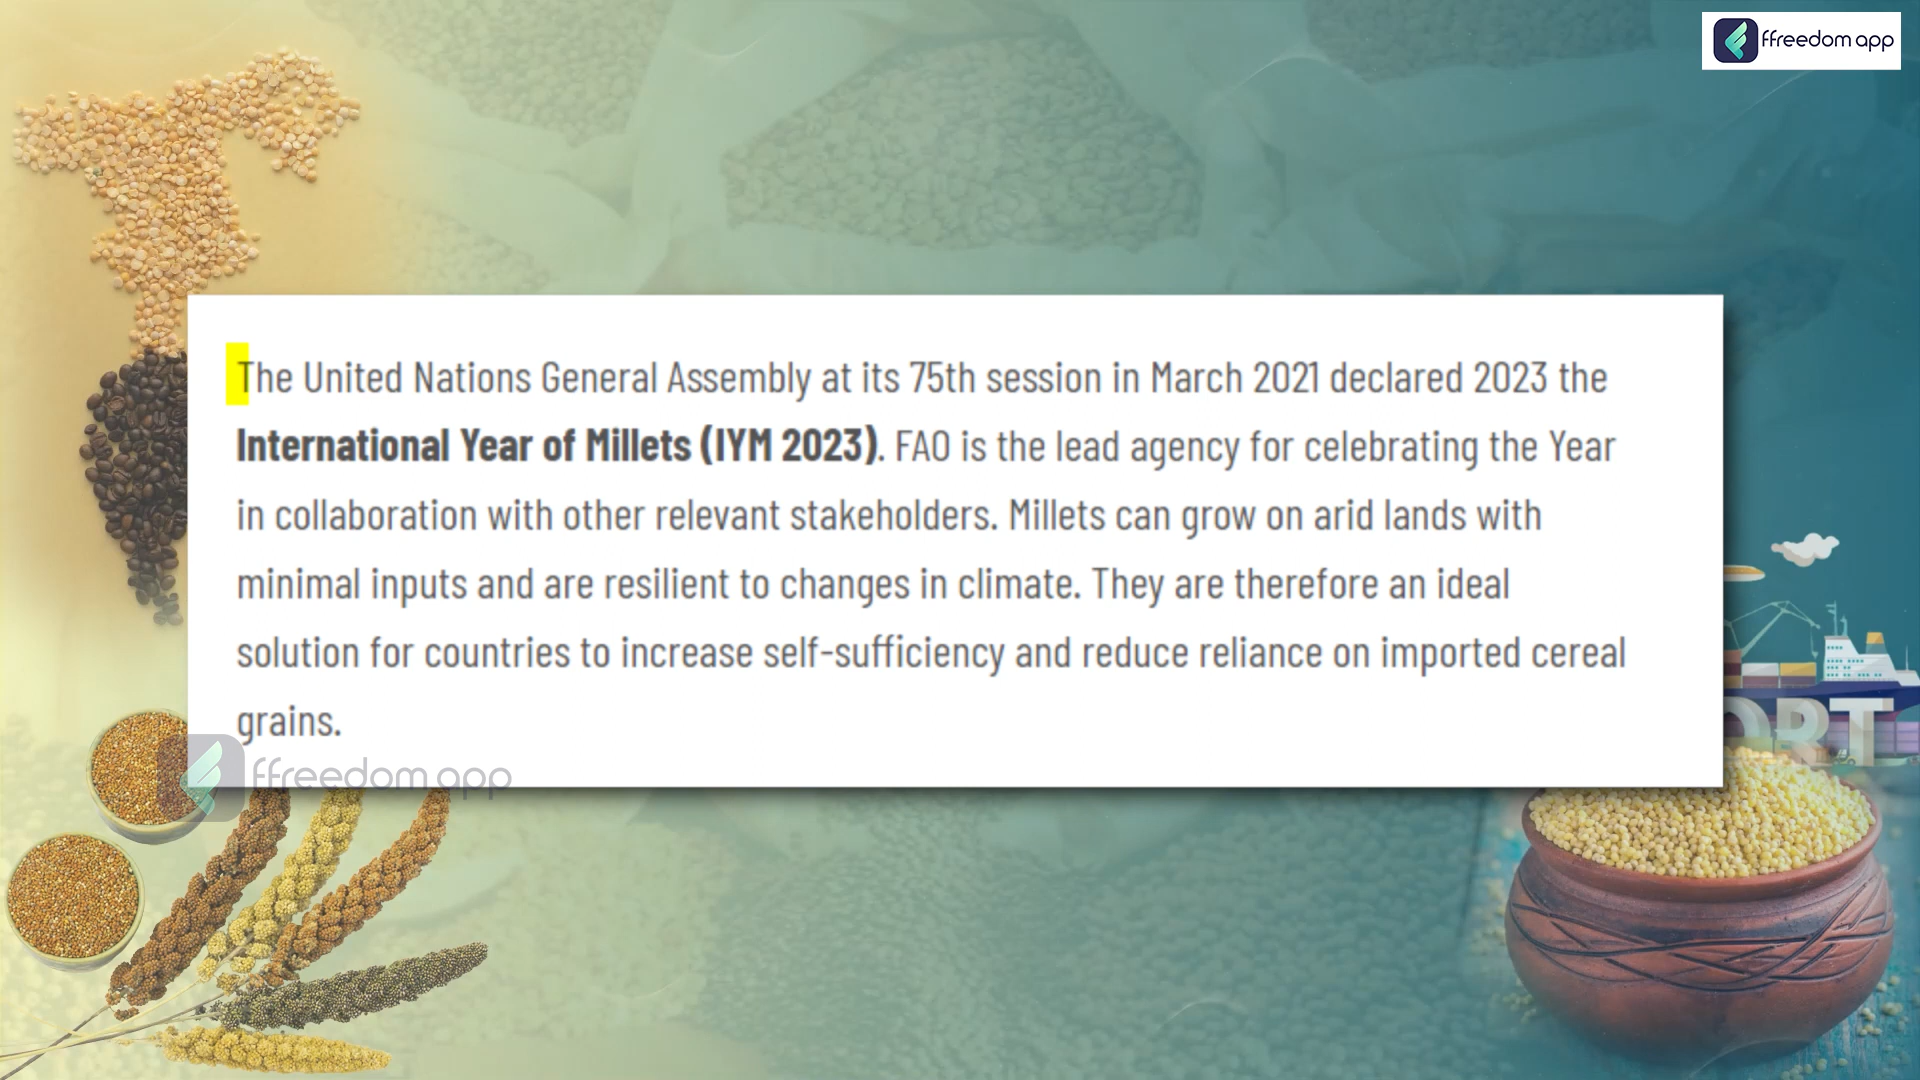 ffreedom app
The United Nations General Assembly at its 75th session in March 2021 declared 2023 the
International Year of Millets (IYM 2023). FAO is the lead agency for celebrating the Year
in collaboration with other relevant stakeholders. Millets can grow on arid lands with
minimal inputs and are resilient to changes in climate. They are therefore an ideal
solution for countries to increase self-sufficiency and reduce reliance on imported cereal
grains.
ffreedom app